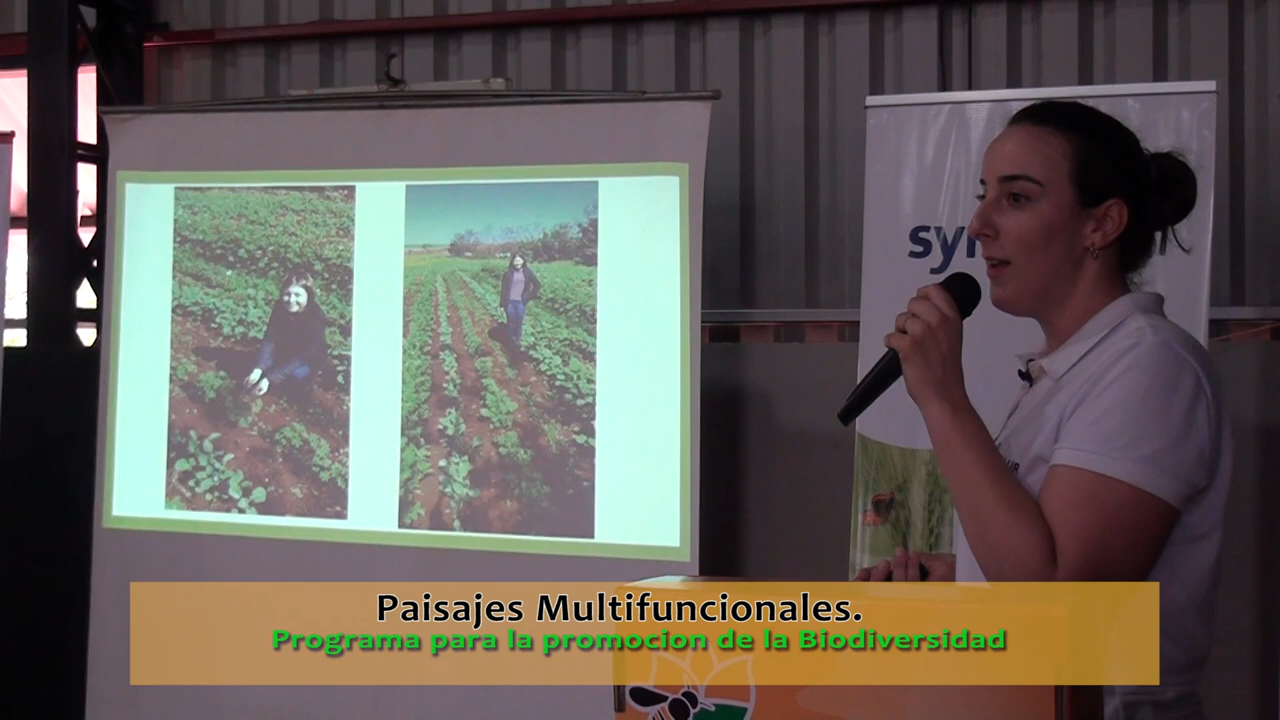 Paisajes Multifuncionales.
Programa para la promocion de la Biodiversidad